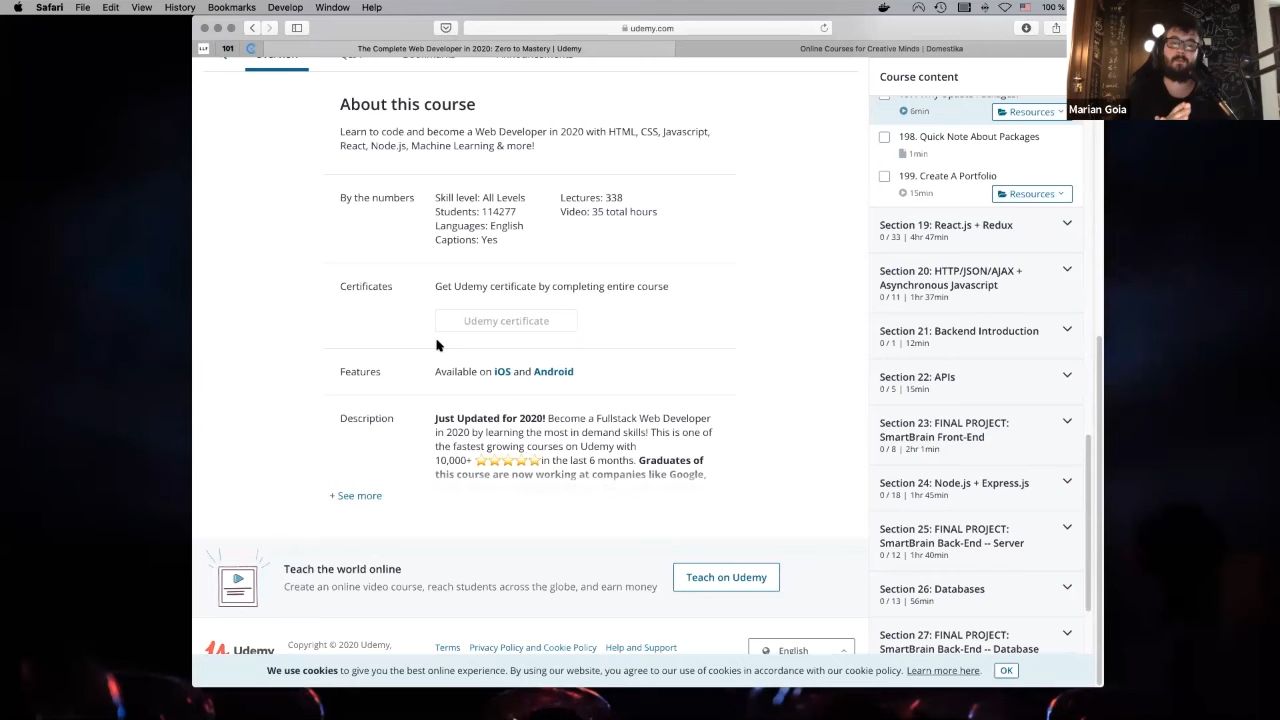 Safari File Edit View History Bookmarks Develop Window Help
100 %
udemy.com
LLF
101
The Complete Web Developer in 2020: Zero to Mastery | Udemy
Online Courses for Creative Minds | Domestika
Marian Goia
About this course
Learn to code and become a Web Developer in 2020 with HTML, CSS, Javascript,
React, Node.js, Machine Learning & more!
By the numbers
Skill level: All Levels
Students: 114277
Languages: English
Captions: Yes
Lectures: 338
Video: 35 total hours
Certificates
Get Udemy certificate by completing entire course
Udemy certificate
Features
Available on iOS and Android
Description
Just Updated for 2020! Become a Fullstack Web Developer
in 2020 by learning the most in demand skills! This is one of
the fastest growing courses on Udemy with
10,000+ ⭐⭐⭐⭐⭐in the last 6 months. Graduates of
this course are now working at companies like Google,
+ See more
Teach the world online
Create an online video course, reach students across the globe, and earn money
Teach on Udemy
Udemy
Copyright © 2020 Udemy,
Terms
Privacy Policy and Cookie Policy
Help and Support
English
Course content
6min
Resources
198. Quick Note About Packages
1min
199. Create A Portfolio
15min
Resources
Section 19: React.js + Redux
0 / 33 | 4hr 47min
Section 20: HTTP/JSON/AJAX +
Asynchronous Javascript
0 / 11 | 1hr 37min
Section 21: Backend Introduction
0 / 1 | 12min
Section 22: APIs
0 / 5 | 15min
Section 23: FINAL PROJECT:
SmartBrain Front-End
0 / 8 | 2hr 1min
Section 24: Node.js + Express.js
0 / 18 | 1hr 45min
Section 25: FINAL PROJECT:
SmartBrain Back-End -- Server
0 / 12 | 1hr 40min
Section 26: Databases
0 / 13 | 56min
Section 27: FINAL PROJECT:
SmartBrain Back-End -- Database
We use cookies to give you the best online experience. By using our website, you agree to our use of cookies in accordance with our cookie policy. Learn more here.
OK